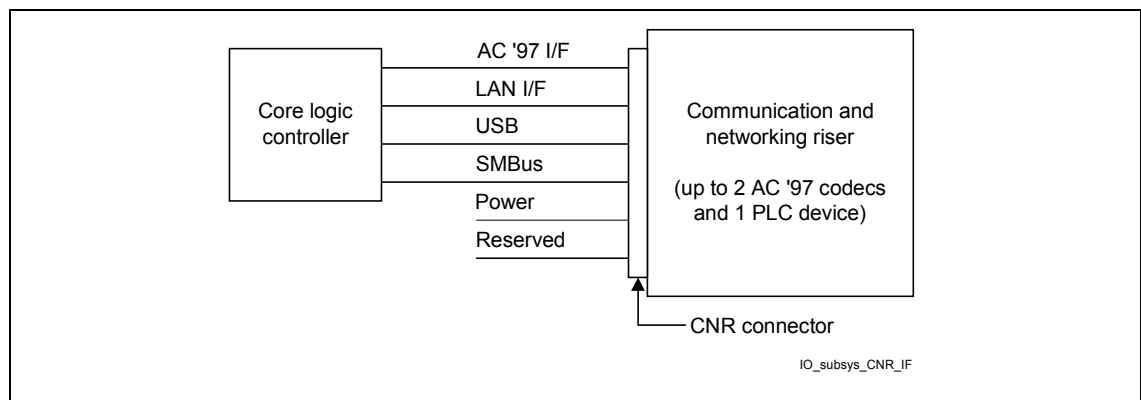 AC '97 I/F
LAN I/F
USB
SMBus
Power
Reserved
Core logic
controller
Communication and
networking riser
(up to 2 AC '97 codecs
and 1 PLC device)
CNR connector
IO_subsys_CNR_IF